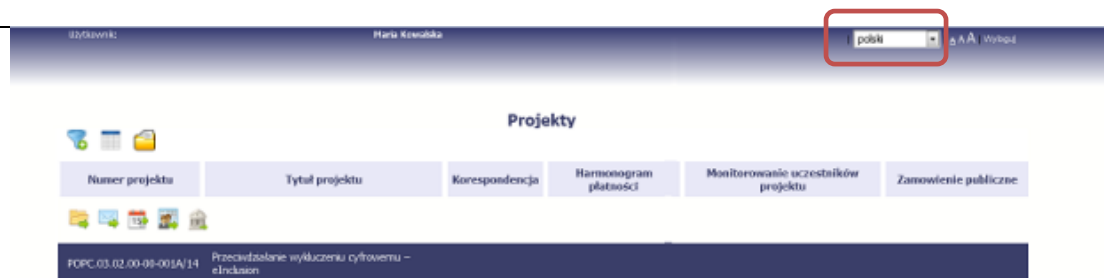 Użytkownik: Maria Kowalska polski A A A Wyloguj
Projekty
Numer projektu Tytuł projektu Korespondencja Harmonogram płatności Monitorowanie uczestników projektu Zamowienie publiczne
POPC.03.02.00-00-001A/14 Przeciwdziałanie wykluczeniu cyfrowemu –
eInclusion